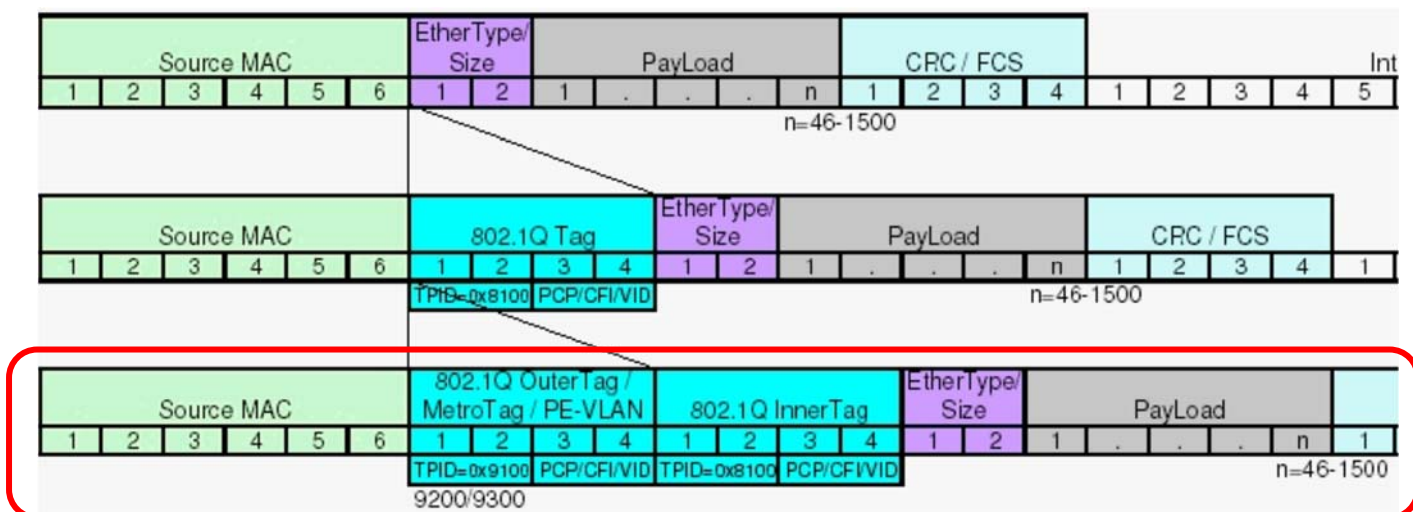 EtherType/
Source MAC Size PayLoad CRC / FCS Int
1 2 3 4 5 6 1 2 1 . . . n 1 2 3 4 1 2 3 4 5
n=46-1500
EtherType/
Source MAC 802.1Q Tag Size PayLoad CRC / FCS
1 2 3 4 5 6 1 2 3 4 1 2 1 . . . n 1 2 3 4 1
TPID=0x8100 PCP/CFI/VID n=46-1500
802.1Q OuterTag / EtherType/
Source MAC MetroTag / PE-VLAN 802.1Q InnerTag Size PayLoad
1 2 3 4 5 6 1 2 3 4 1 2 3 4 1 2 1 . . . n 1
TPID=0x9100 PCP/CFI/VID TPID=0x8100 PCP/CFI/VID n=46-1500
9200/9300